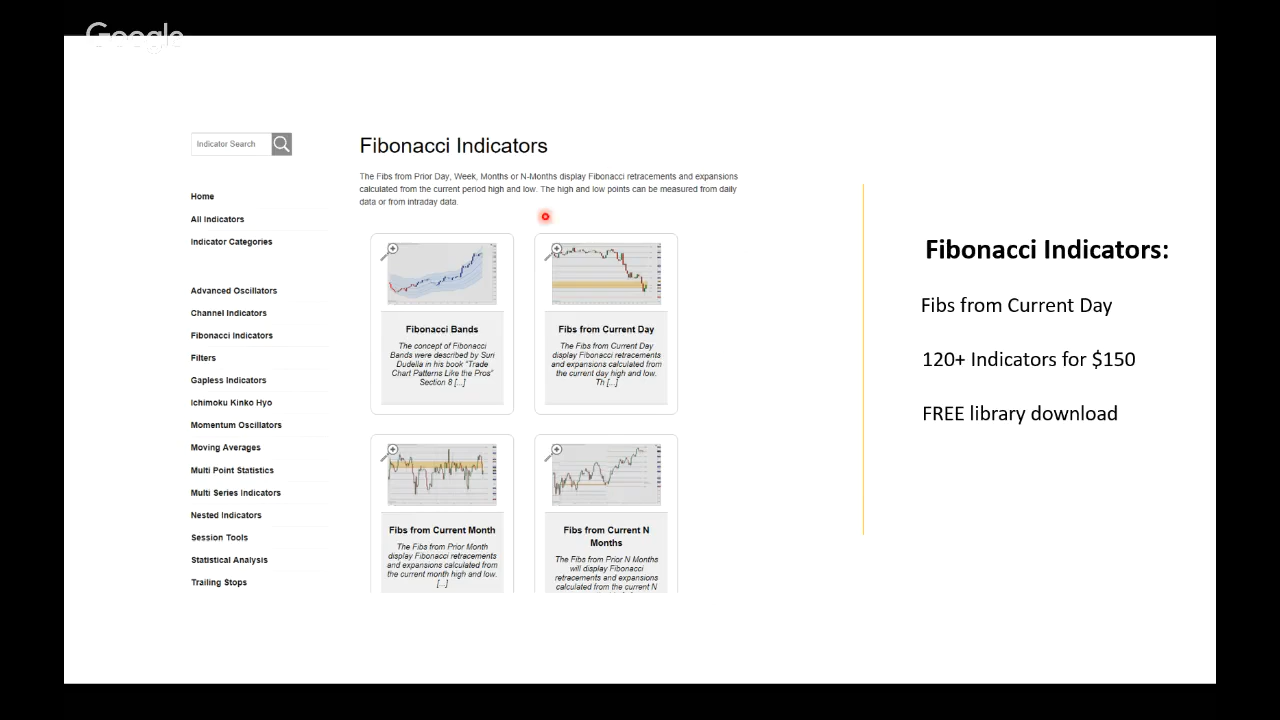 Google
Indicator Search
Home
All Indicators
Indicator Categories
Advanced Oscillators
Channel Indicators
Fibonacci Indicators
Filters
Gapless Indicators
Ichimoku Kinko Hyo
Momentum Oscillators
Moving Averages
Multi Point Statistics
Multi Series Indicators
Nested Indicators
Session Tools
Statistical Analysis
Trailing Stops
Fibonacci Indicators
The Fibs from Prior Day, Week, Months or N-Months display Fibonacci retracements and expansions
calculated from the current period high and low. The high and low points can be measured from daily
data or from intraday data.
Fibonacci Bands
The concept of Fibonacci
Bands were described by Suri
Dudella in his book "Trade
Chart Patterns Like the Pros"
Section 8 [...]
Fibs from Current Day
The Fibs from Current Day
display Fibonacci retracements
and expansions calculated from
the current day high and low.
Th [...]
Fibs from Current Month
The Fibs from Prior Month
display Fibonacci retracements
and expansions calculated from
the current month high and low.
[...]
Fibs from Current N
Months
The Fibs from Prior N Months
will display Fibonacci
retracements and expansions
calculated from the current N
Fibonacci Indicators:
Fibs from Current Day
120+ Indicators for $150
FREE library download